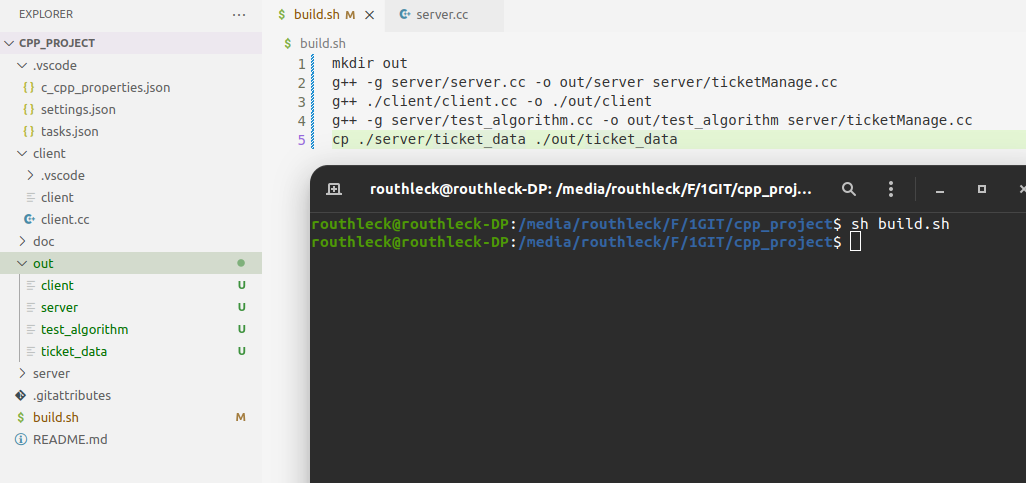 EXPLORER
CPP_PROJECT
.vscode
c_cpp_properties.json
settings.json
tasks.json
client
.vscode
client
client.cc
doc
out
client U
server U
test_algorithm U
ticket_data U
server
.gitattributes
$ build.sh M
README.md
$ build.sh M
server.cc
$ build.sh
1 mkdir out
2 g++ -g server/server.cc -o out/server server/ticketManage.cc
3 g++ ./client/client.cc -o ./out/client
4 g++ -g server/test_algorithm.cc -o out/test_algorithm server/ticketManage.cc
5 cp ./server/ticket_data ./out/ticket_data
routhleck@routhleck-DP: /media/routhleck/F/1GIT/cpp_proj...
routhleck@routhleck-DP:/media/routhleck/F/1GIT/cpp_project$ sh build.sh
routhleck@routhleck-DP:/media/routhleck/F/1GIT/cpp_project$